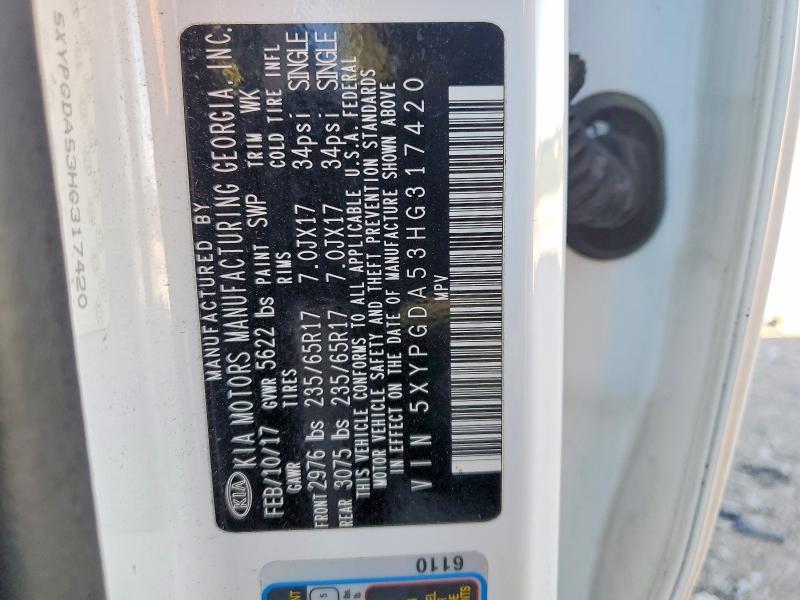 MANUFACTURED BY
KIA KIA MOTORS MANUFACTURING GEORGIA, INC.
FEB/10/17 GVWR 5622 lbs PAINT SWP TRIM WK
GAWR TIRES RIMS COLD TIRE INFL
FRONT 2976 lbs 235/65R17 7.0JX17 34psi SINGLE
REAR 3075 lbs 235/65R17 7.0JX17 34psi SINGLE
THIS VEHICLE CONFORMS TO ALL APPLICABLE U.S.A. FEDERAL
MOTOR VEHICLE SAFETY AND THEFT PREVENTION STANDARDS
IN EFFECT ON THE DATE OF MANUFACTURE SHOWN ABOVE
VIN 5XYPGDA53HG317420
MPV
5XYPGDA53HG317420
6110
5